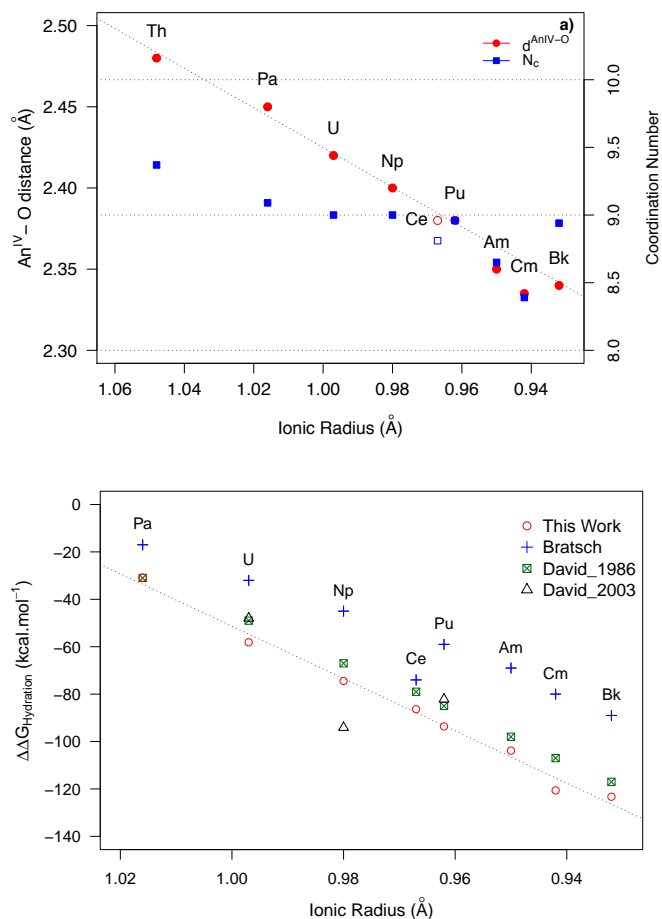 a)
d^AnIV−O
N_c
Th
Pa
U
Np
Ce
Pu
Am
Cm
Bk
2.50
2.45
2.40
2.35
2.30
An^IV − O distance (Å)
10.0
9.5
9.0
8.5
8.0
Coordination Number
1.06 1.04 1.02 1.00 0.98 0.96 0.94
Ionic Radius (Å)
This Work
Bratsch
David_1986
David_2003
Pa
U
Np
Ce
Pu
Am
Cm
Bk
0
−20
−40
−60
−80
−100
−120
−140
ΔΔG_Hydration (kcal.mol^−1)
1.02 1.00 0.98 0.96 0.94
Ionic Radius (Å)